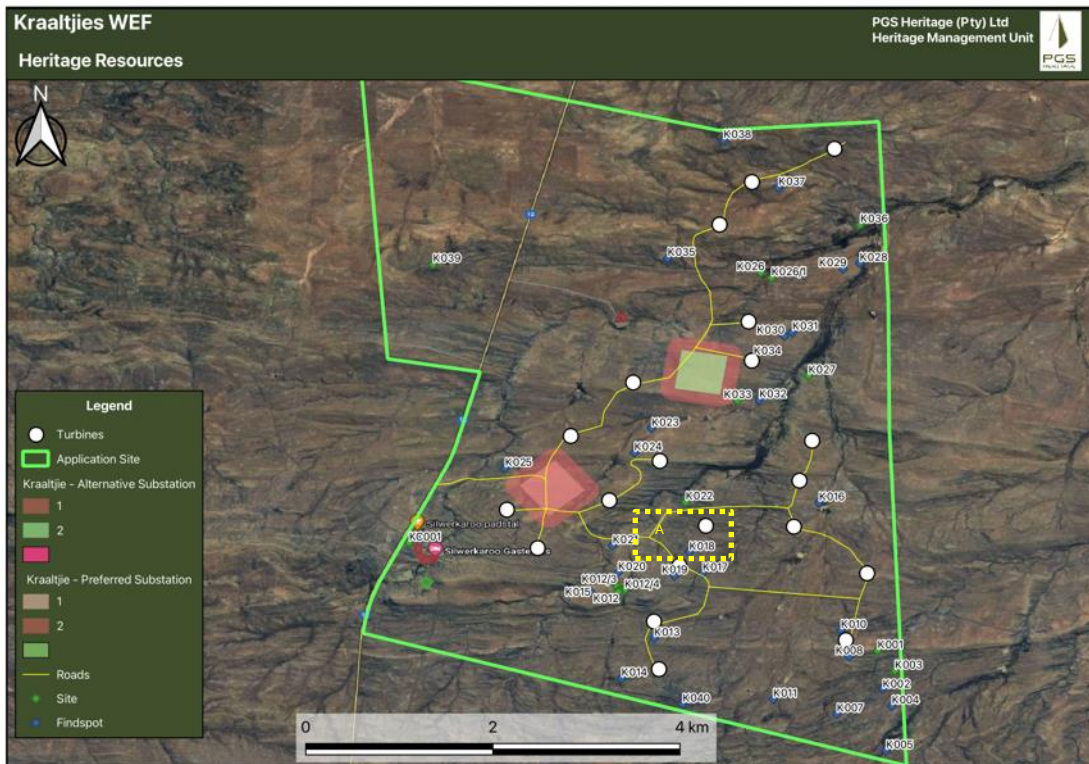 Kraaltjies WEF
Heritage Resources
PGS Heritage (Pty) Ltd
Heritage Management Unit
PGS
N
K038
K037
K036
K035
K039
K029
K028
K026
K026/1
K030
K031
K034
K027
K033
K032
K023
K024
K025
K022
K016
Silwerkaroo padstal
KC001
K021
A
K018
K020
K019
K017
K012/3
K012/4
K015
K012
K013
K010
K008
K001
K003
K014
K002
K040
K011
K004
K007
K005
Legend
Turbines
Application Site
Kraaltjie - Alternative Substation
1
2
Kraaltjie - Preferred Substation
1
2
Roads
Site
Findspot
0
2
4 km